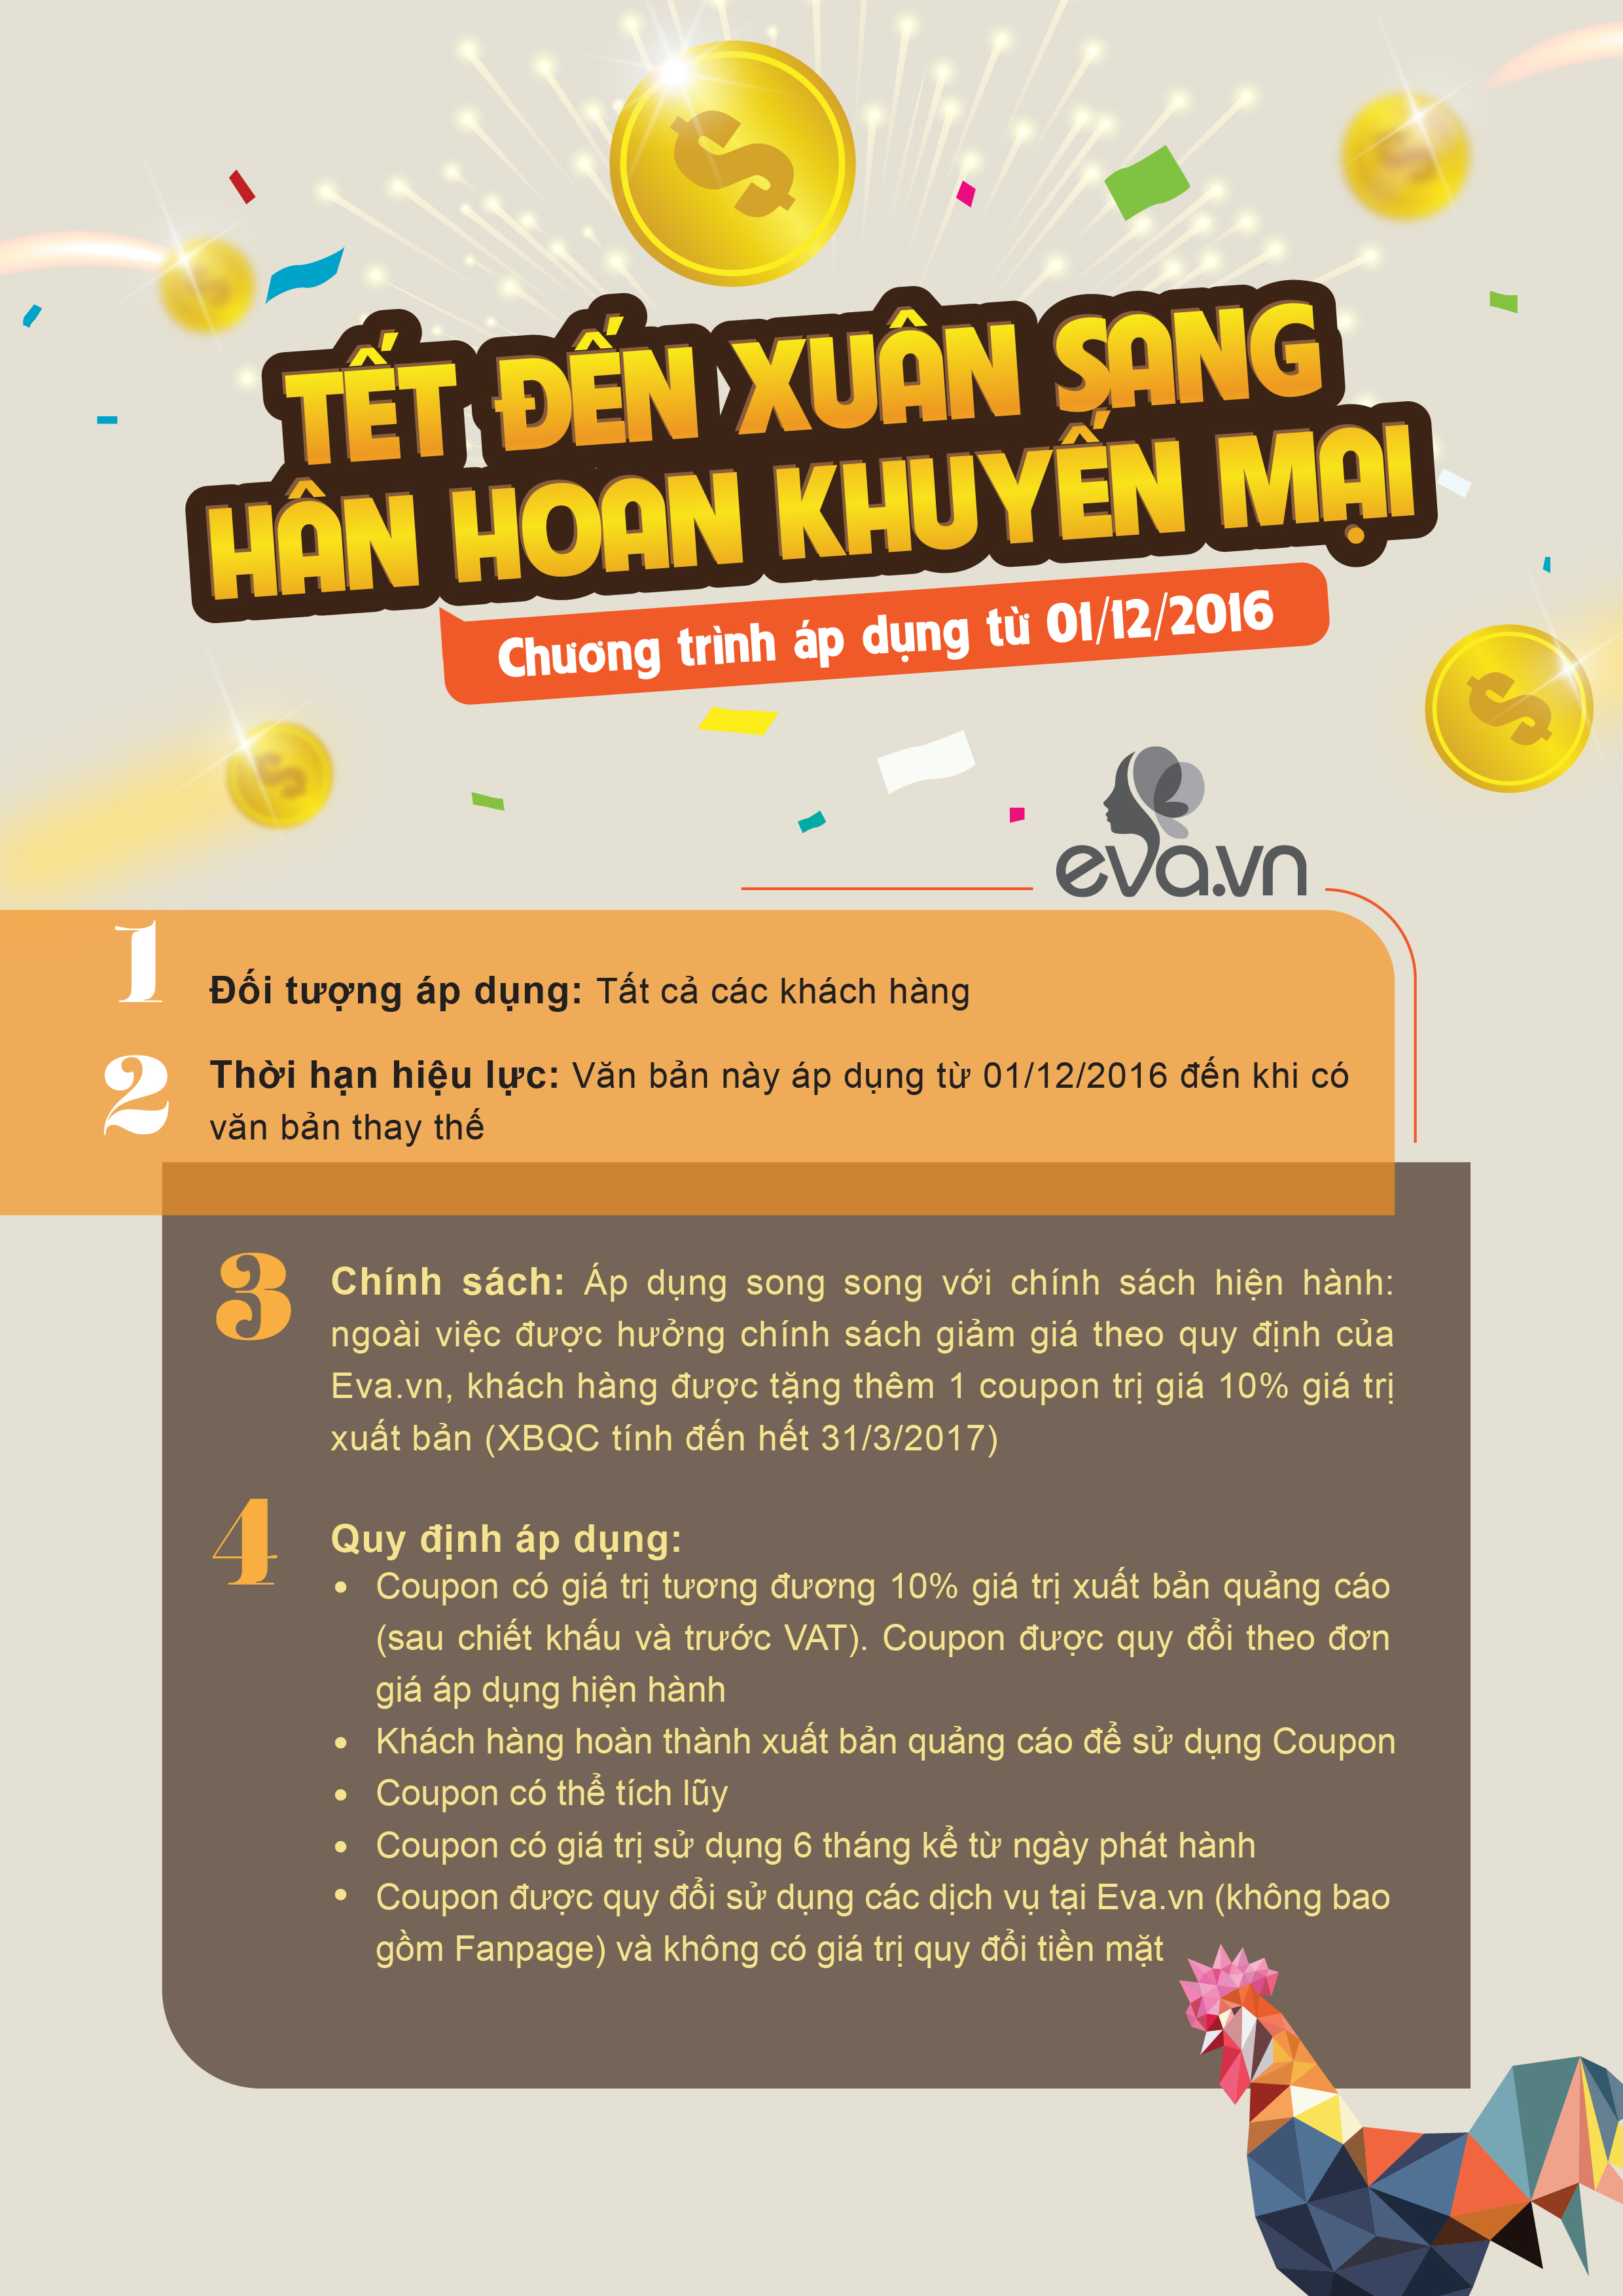 TẾT ĐẾN XUÂN SANG
HÂN HOAN KHUYẾN MẠI
Chương trình áp dụng từ 01/12/2016
eva.vn
1
Đối tượng áp dụng: Tất cả các khách hàng
2
Thời hạn hiệu lực: Văn bản này áp dụng từ 01/12/2016 đến khi có
văn bản thay thế
3
Chính sách: Áp dụng song song với chính sách hiện hành:
ngoài việc được hưởng chính sách giảm giá theo quy định của
Eva.vn, khách hàng được tặng thêm 1 coupon trị giá 10% giá trị
xuất bản (XBQC tính đến hết 31/3/2017)
4
Quy định áp dụng:
• Coupon có giá trị tương đương 10% giá trị xuất bản quảng cáo
(sau chiết khấu và trước VAT). Coupon được quy đổi theo đơn
giá áp dụng hiện hành
• Khách hàng hoàn thành xuất bản quảng cáo để sử dụng Coupon
• Coupon có thể tích lũy
• Coupon có giá trị sử dụng 6 tháng kể từ ngày phát hành
• Coupon được quy đổi sử dụng các dịch vụ tại Eva.vn (không bao
gồm Fanpage) và không có giá trị quy đổi tiền mặt